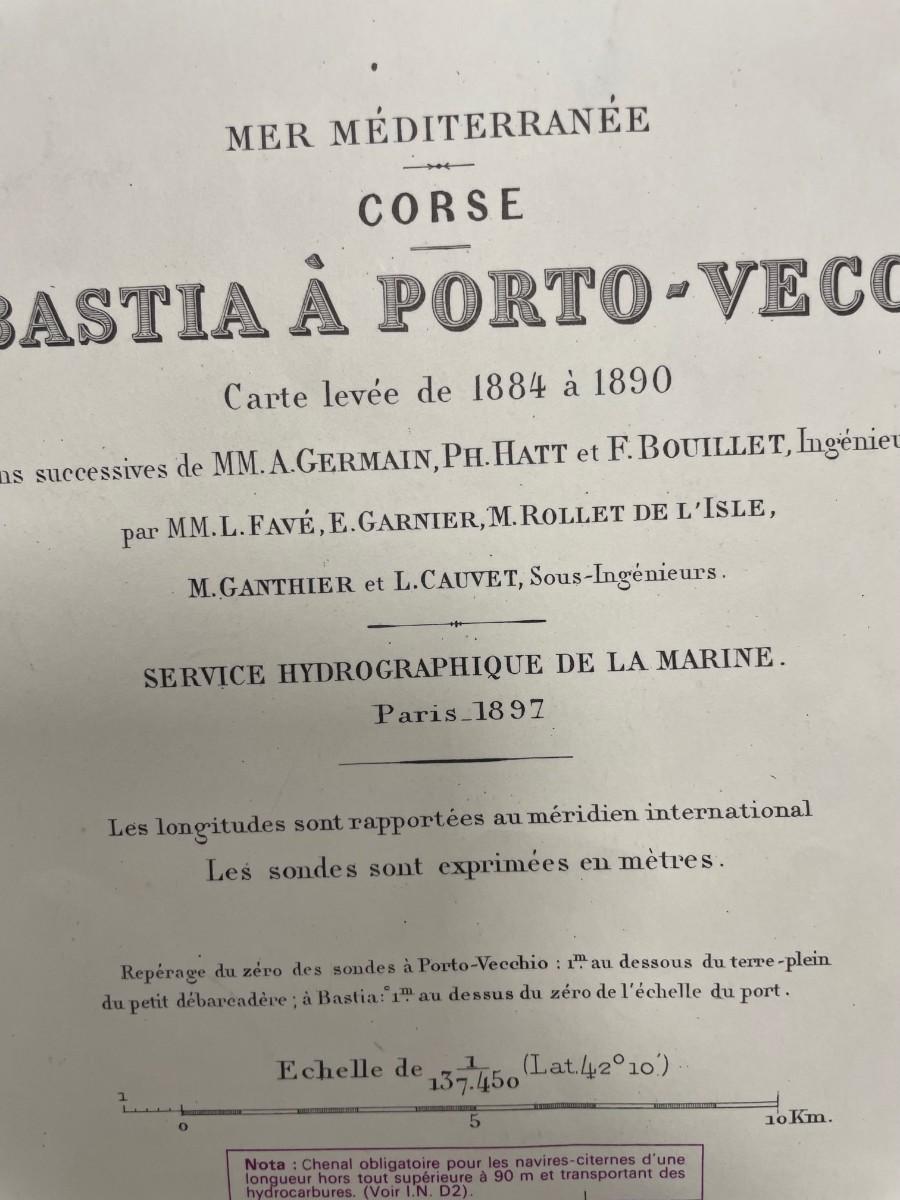 MER MÉDITERRANÉE
CORSE
BASTIA À PORTO-VECC
Carte levée de 1884 à 1890
ns successives de MM. A. GERMAIN, PH. HATT et F. BOUILLET, Ingénieu
par MM. L. FAVÉ, E. GARNIER, M. ROLLET DE L'ISLE,
M. GANTHIER et L. CAUVET, Sous-Ingénieurs.
SERVICE HYDROGRAPHIQUE DE LA MARINE.
Paris_1897
Les longitudes sont rapportées au méridien international
Les sondes sont exprimées en mètres.
Repérage du zéro des sondes à Porto-Vecchio : 1m. au dessous du terre-plein
du petit débarcadère ; à Bastia : 1m. au dessus du zéro de l'échelle du port.
Echelle de 1/137.450 (Lat. 42° 10')
1 0 5 10 Km.
Nota : Chenal obligatoire pour les navires-citernes d'une
longueur hors tout supérieure à 90 m et transportant des
hydrocarbures. (Voir I.N. D2).